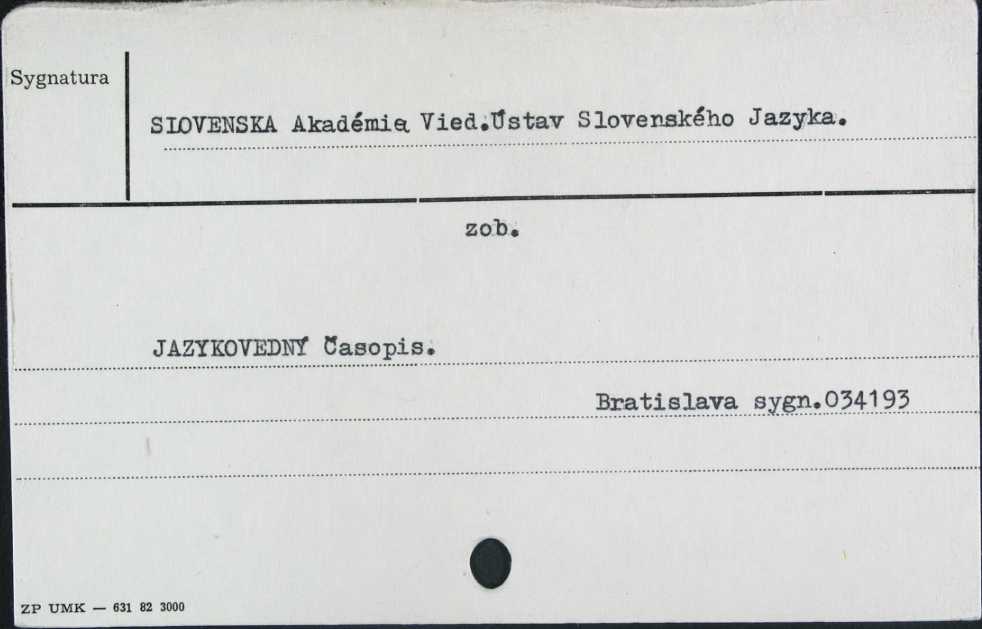 Sygnatura
SLOVENSKA Akadémia Vied.Ústav Slovenského Jazyka.
zob.
JAZYKOVEDNÝ Časopis.
Bratislava sygn.034193
ZP UMK — 631 82 3000